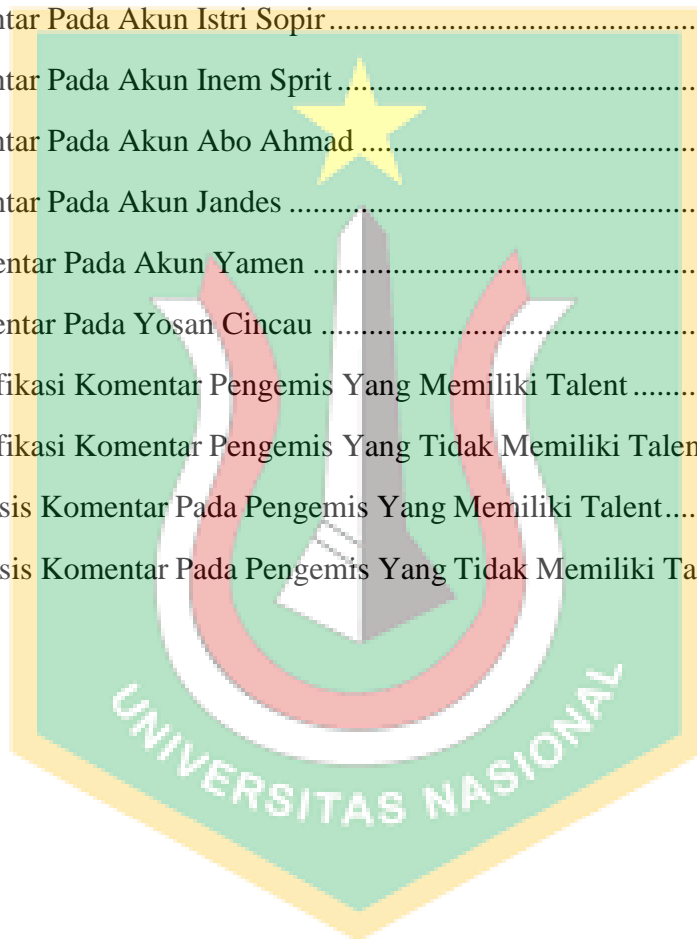 ntar Pada Akun Istri Sopir................................................................
ntar Pada Akun Inem Sprit..............................................................
ntar Pada Akun Abo Ahmad...........................................................
ntar Pada Akun Jandes....................................................................
entar Pada Akun Yamen.................................................................
entar Pada Yosan Cincau................................................................
fikasi Komentar Pengemis Yang Memiliki Talent..........
fikasi Komentar Pengemis Yang Tidak Memiliki Talen
sis Komentar Pada Pengemis Yang Memiliki Talent.....
sis Komentar Pada Pengemis Yang Tidak Memiliki Ta
UNIVERSITAS NASIONAL